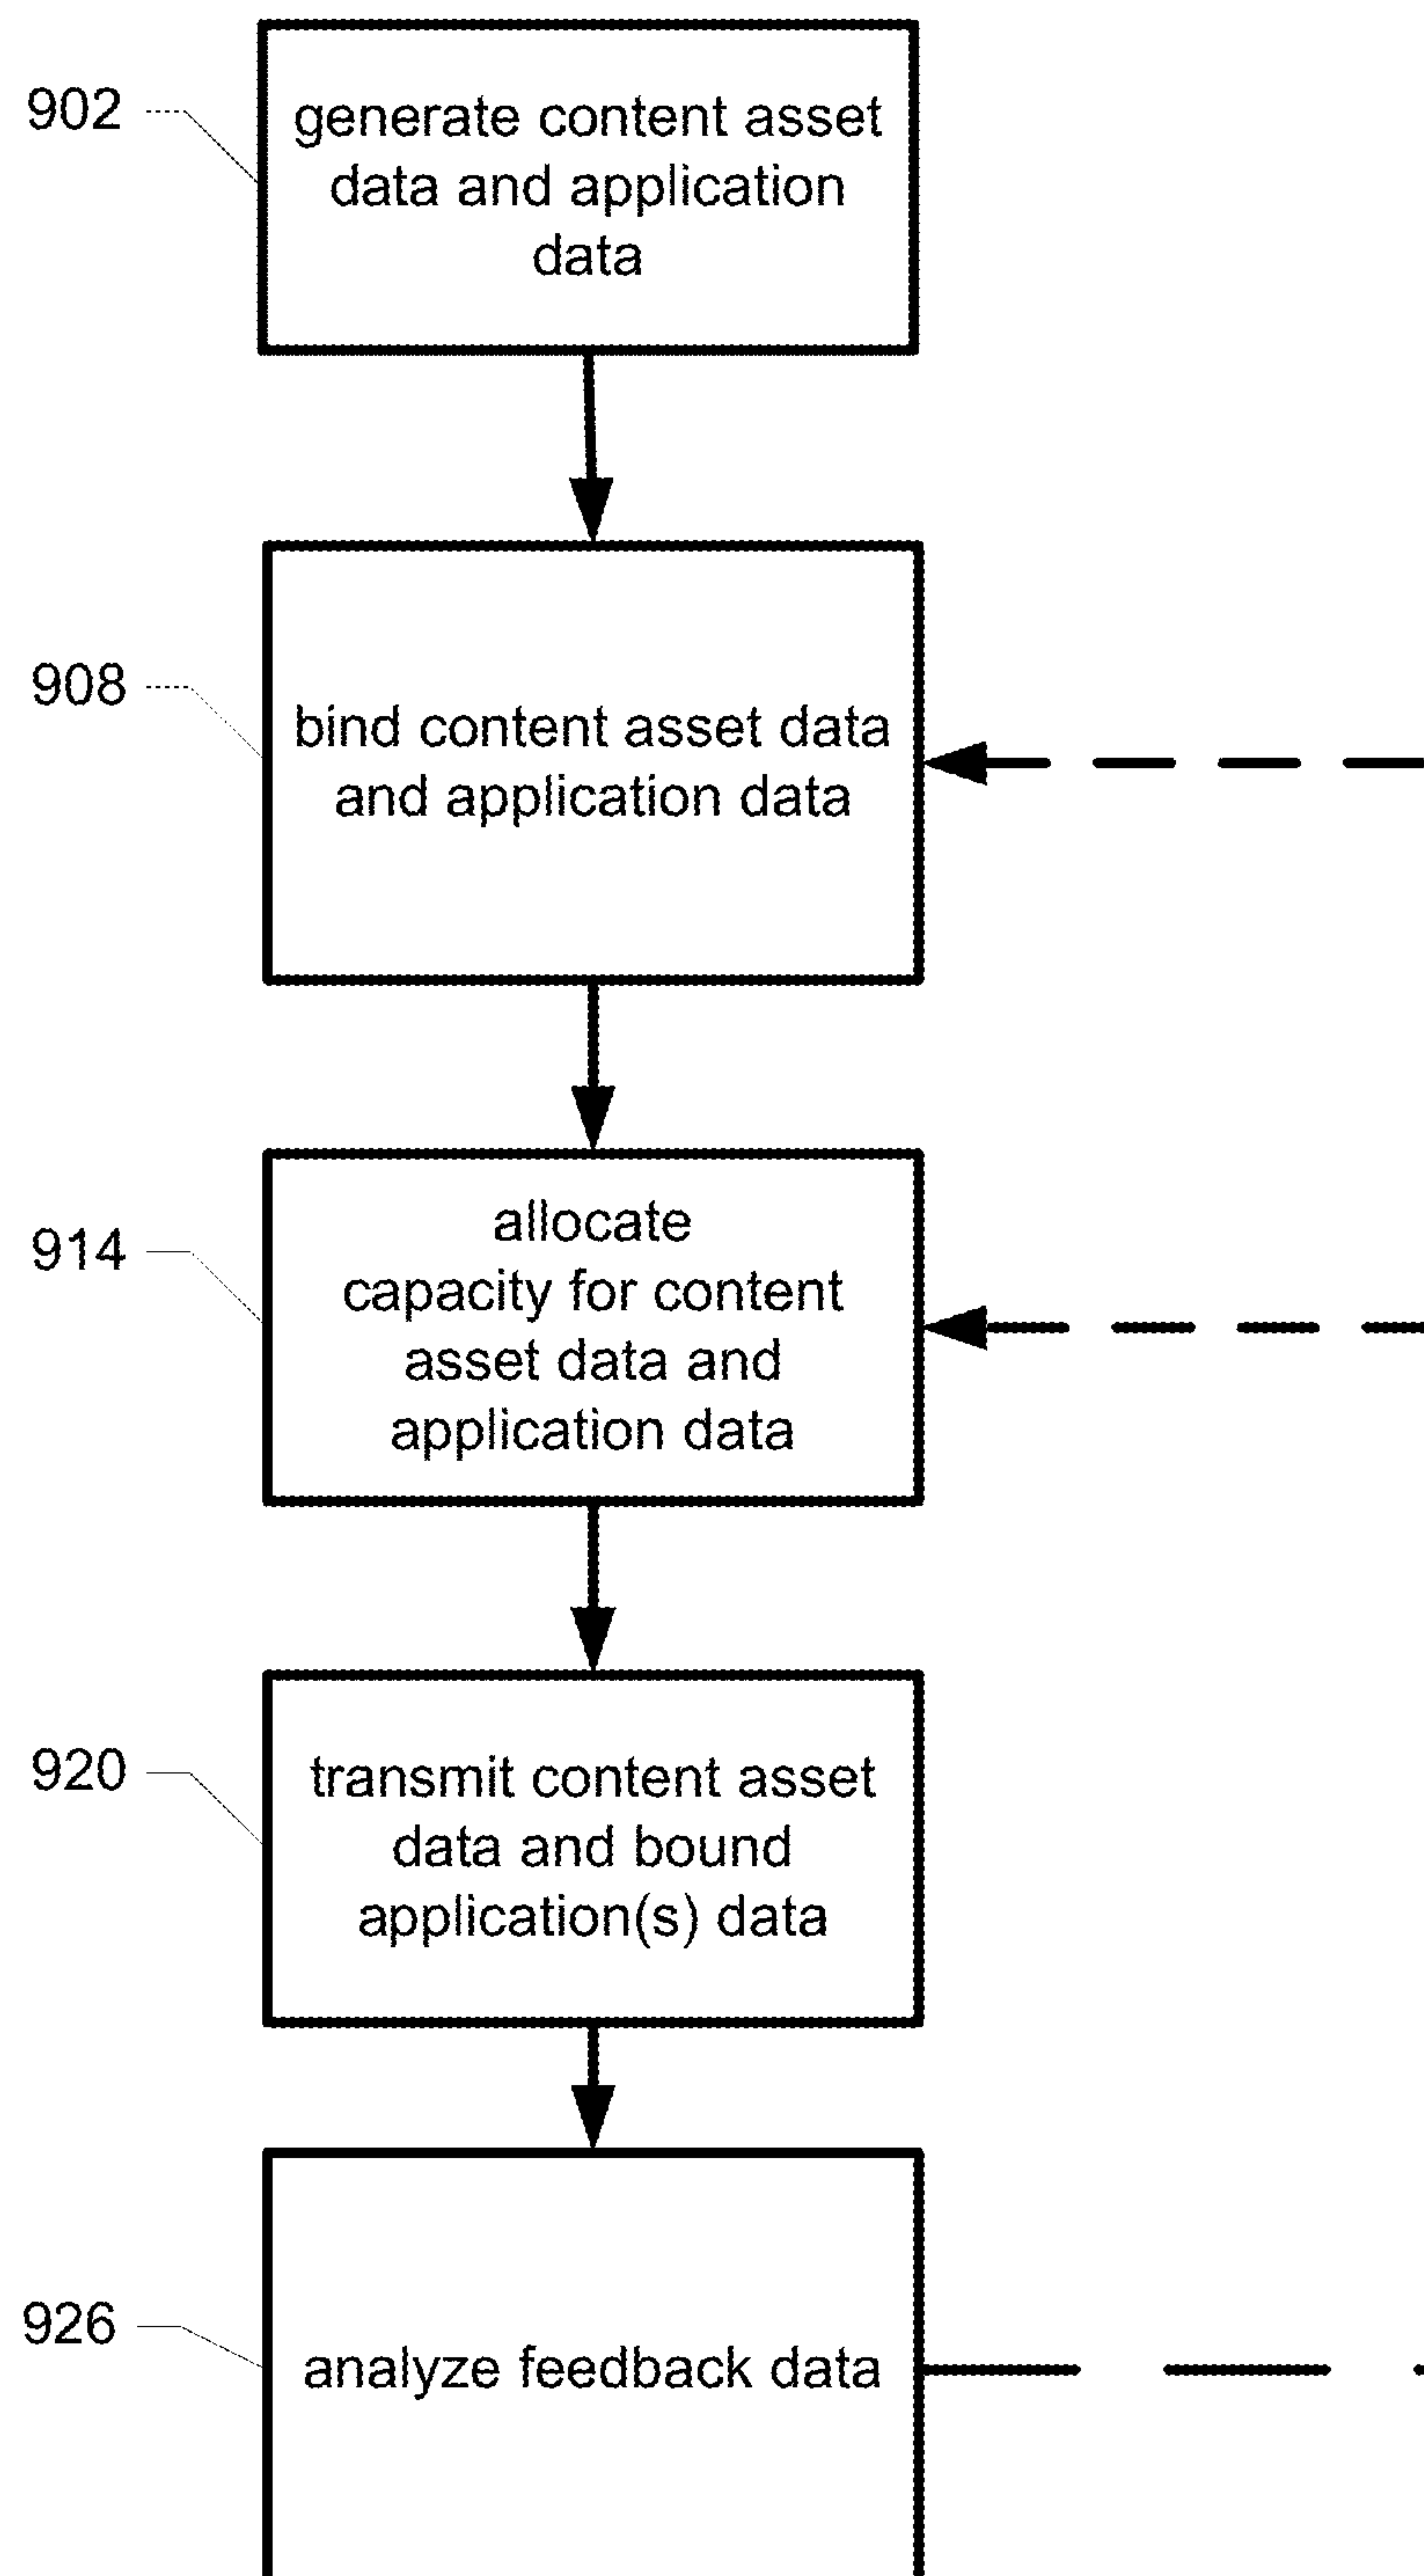 902
generate content asset
data and application
data
908
bind content asset data
and application data
914
allocate
capacity for content
asset data and
application data
920
transmit content asset
data and bound
application(s) data
926
analyze feedback data